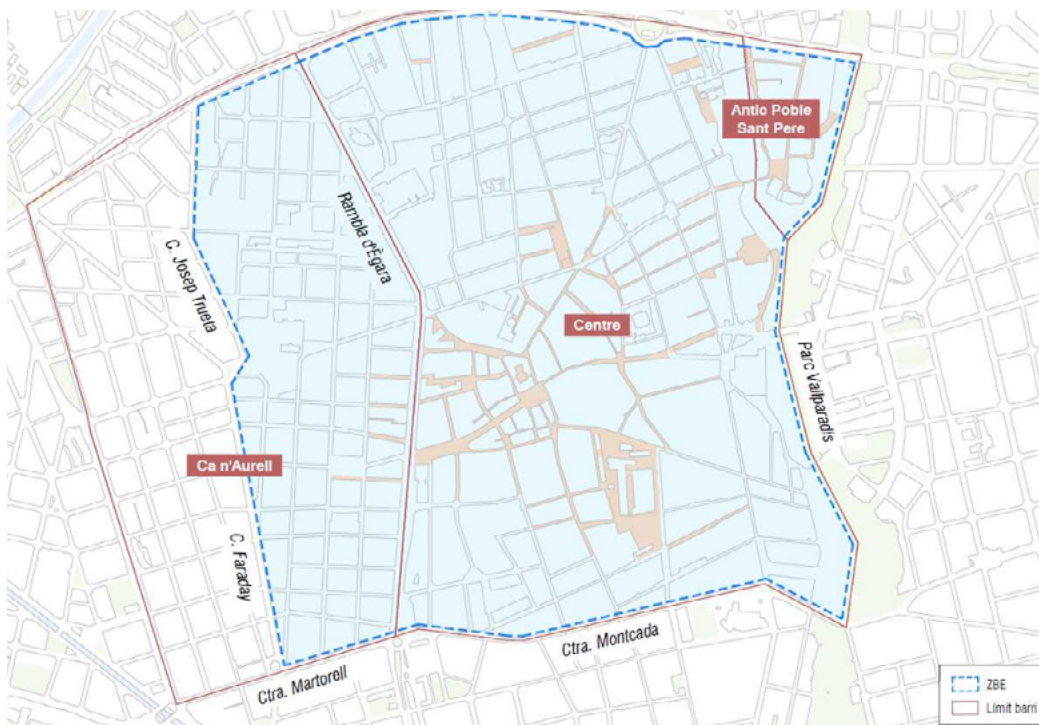 Antic Poble
Sant Pere
Rambla d'Ègara
C. Josep Trueta
Centre
Parc Vallparadís
Ca n'Aurell
C. Faraday
Ctra. Montcada
Ctra. Martorell
ZBE
Límit barri